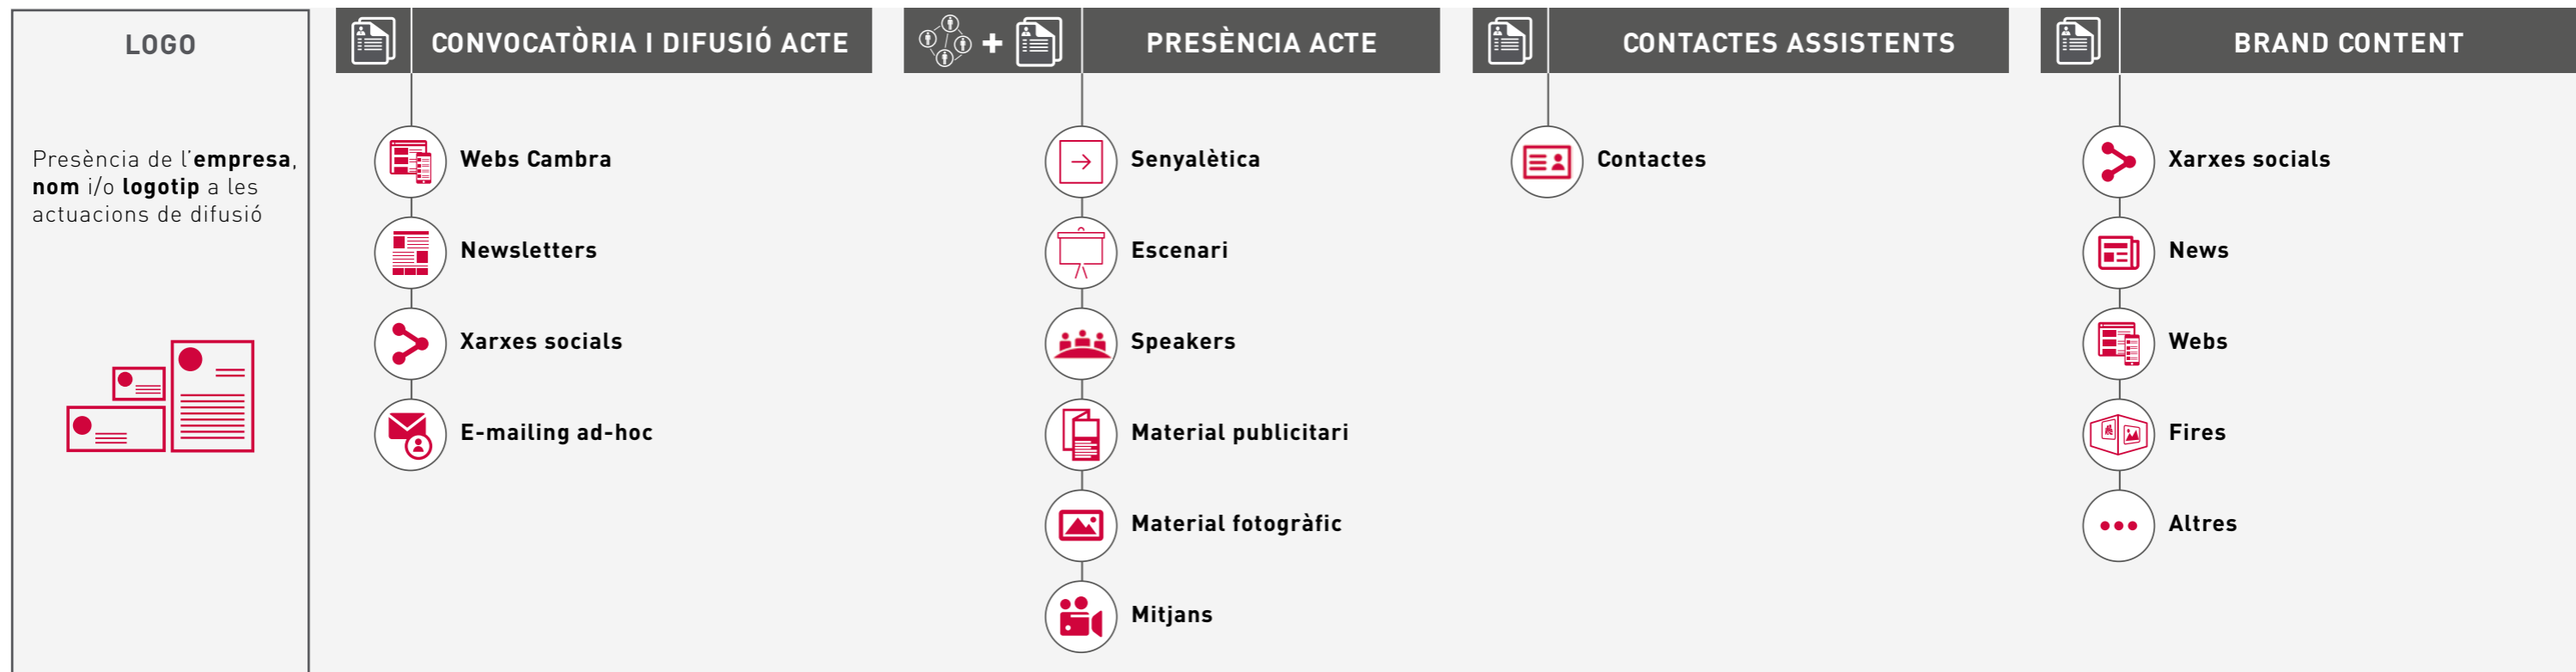 LOGO
Presència de l'empresa,
nom i/o logotip a les
actuacions de difusió
CONVOCATÒRIA I DIFUSIÓ ACTE
Webs Cambra
Newsletters
Xarxes socials
E-mailing ad-hoc
+
PRESÈNCIA ACTE
Senyalètica
Escenari
Speakers
Material publicitari
Material fotogràfic
Mitjans
CONTACTES ASSISTENTS
Contactes
BRAND CONTENT
Xarxes socials
News
Webs
Fires
Altres